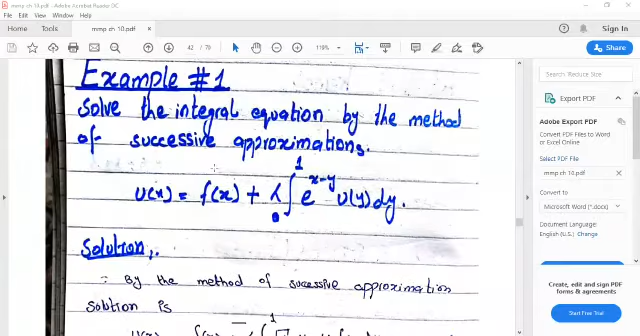 mmp ch 10.pdf - Adobe Acrobat Reader DC
File Edit View Window Help
Home Tools mmp ch 10.pdf × Sign In
42 / 70 110% Share
Example #1
Solve the integral equation by the method
of successive approximations.
u(x) = f(x) + λ ∫₀¹ e^(x-y) u(y) dy.
Solution:.
∵ By the method of successive approximation
solution is
Search 'Reduce Size'
Export PDF
Adobe Export PDF
Convert PDF Files to Word
or Excel Online
Select PDF File
mmp ch 10.pdf ×
Convert to
Microsoft Word (*.docx)
Document Language:
English (U.S.) Change
Create, edit and sign PDF
forms & agreements
Start Free Trial